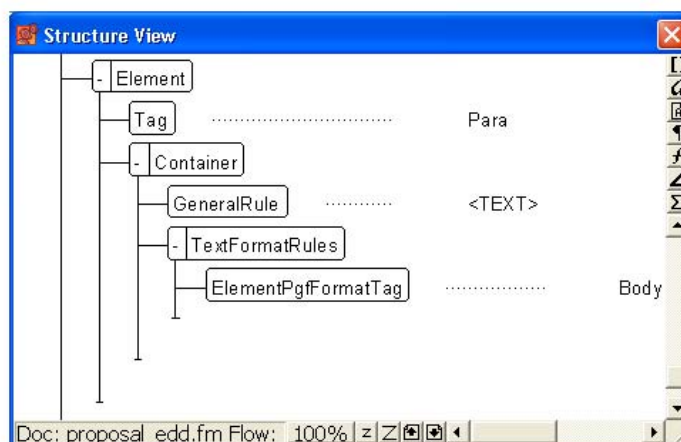 Structure View
- Element
Tag Para
- Container
GeneralRule <TEXT>
- TextFormatRules
ElementPgfFormatTag Body
Doc: proposal_edd.fm Flow: 100% z Z